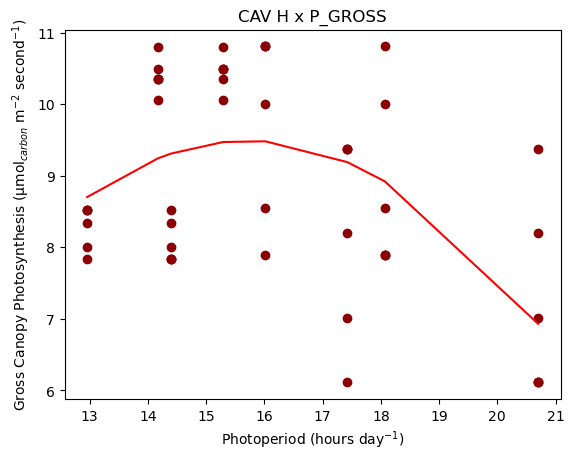 CAV H x P_GROSS
Gross Canopy Photosynthesis (µmol_carbon m⁻² second⁻¹)
11
10
9
8
7
6
13 14 15 16 17 18 19 20 21
Photoperiod (hours day⁻¹)